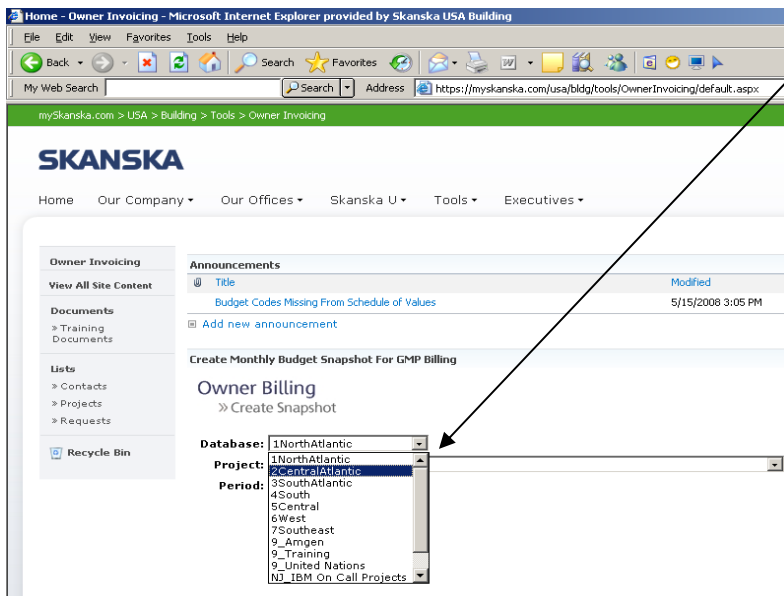 Home - Owner Invoicing - Microsoft Internet Explorer provided by Skanska USA Building
File Edit View Favorites Tools Help
Back Search Favorites
My Web Search Search Address https://myskanska.com/usa/bldg/tools/OwnerInvoicing/default.aspx
mySkanska.com > USA > Building > Tools > Owner Invoicing
SKANSKA
Home Our Company Our Offices Skanska U Tools Executives
Owner Invoicing
View All Site Content
Documents
» Training Documents
Lists
» Contacts
» Projects
» Requests
Recycle Bin
Announcements
Title Modified
Budget Codes Missing From Schedule of Values 5/15/2008 3:05 PM
Add new announcement
Create Monthly Budget Snapshot For GMP Billing
Owner Billing
» Create Snapshot
Database: 1NorthAtlantic
Project:
Period:
1NorthAtlantic
2CentralAtlantic
3SouthAtlantic
4South
5Central
6West
7Southeast
9_Amgen
9_Training
9_United Nations
NJ_IBM On Call Projects